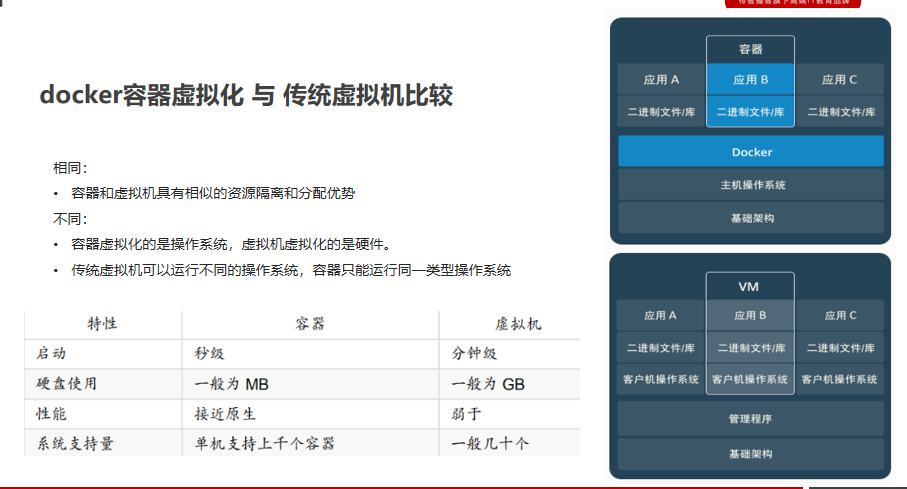 传智播客旗下高端IT教育品牌
docker容器虚拟化 与 传统虚拟机比较
相同：
• 容器和虚拟机具有相似的资源隔离和分配优势
不同：
• 容器虚拟化的是操作系统，虚拟机虚拟化的是硬件。
• 传统虚拟机可以运行不同的操作系统，容器只能运行同一类型操作系统
特性 容器 虚拟机
启动 秒级 分钟级
硬盘使用 一般为 MB 一般为 GB
性能 接近原生 弱于
系统支持量 单机支持上千个容器 一般几十个
容器
应用 A 应用 B 应用 C
二进制文件/库 二进制文件/库 二进制文件/库
Docker
主机操作系统
基础架构
VM
应用 A 应用 B 应用 C
二进制文件/库 二进制文件/库 二进制文件/库
客户机操作系统 客户机操作系统 客户机操作系统
管理程序
基础架构